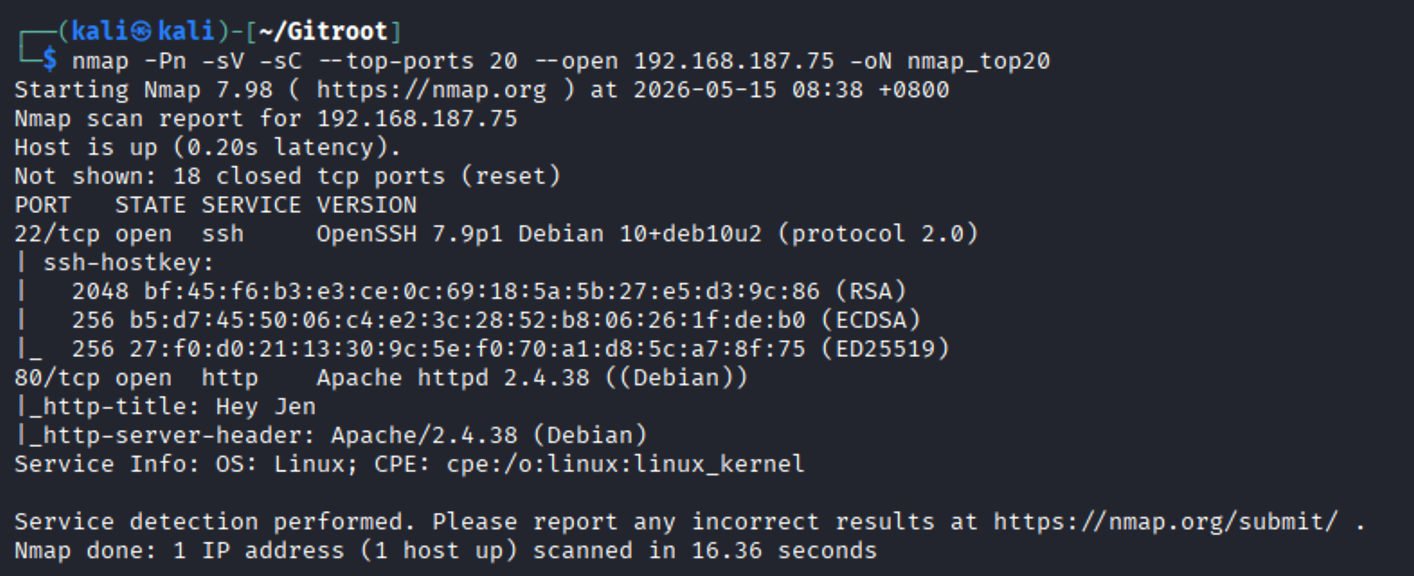 ┌──(kali㉿kali)-[~/Gitroot]
└─$ nmap -Pn -sV -sC --top-ports 20 --open 192.168.187.75 -oN nmap_top20
Starting Nmap 7.98 ( https://nmap.org ) at 2026-05-15 08:38 +0800
Nmap scan report for 192.168.187.75
Host is up (0.20s latency).
Not shown: 18 closed tcp ports (reset)
PORT   STATE SERVICE VERSION
22/tcp open  ssh     OpenSSH 7.9p1 Debian 10+deb10u2 (protocol 2.0)
| ssh-hostkey:
|   2048 bf:45:f6:b3:e3:ce:0c:69:18:5a:5b:27:e5:d3:9c:86 (RSA)
|   256 b5:d7:45:50:06:c4:e2:3c:28:52:b8:06:26:1f:de:b0 (ECDSA)
|_  256 27:f0:d0:21:13:30:9c:5e:f0:70:a1:d8:5c:a7:8f:75 (ED25519)
80/tcp open  http    Apache httpd 2.4.38 ((Debian))
|_http-title: Hey Jen
|_http-server-header: Apache/2.4.38 (Debian)
Service Info: OS: Linux; CPE: cpe:/o:linux:linux_kernel

Service detection performed. Please report any incorrect results at https://nmap.org/submit/ .
Nmap done: 1 IP address (1 host up) scanned in 16.36 seconds